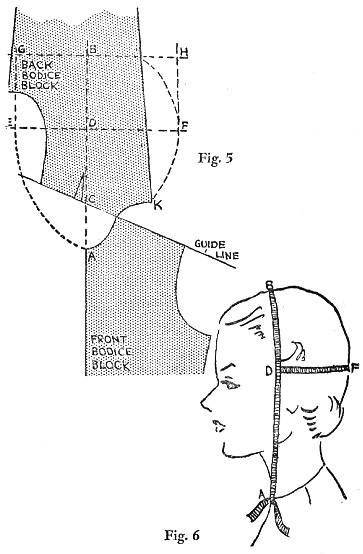 G
B
H
BACK
BODICE
BLOCK
E
D
F
Fig. 5
C
K
A
GUIDE
LINE
B
FRONT
BODICE
BLOCK
D
F
A
Fig. 6